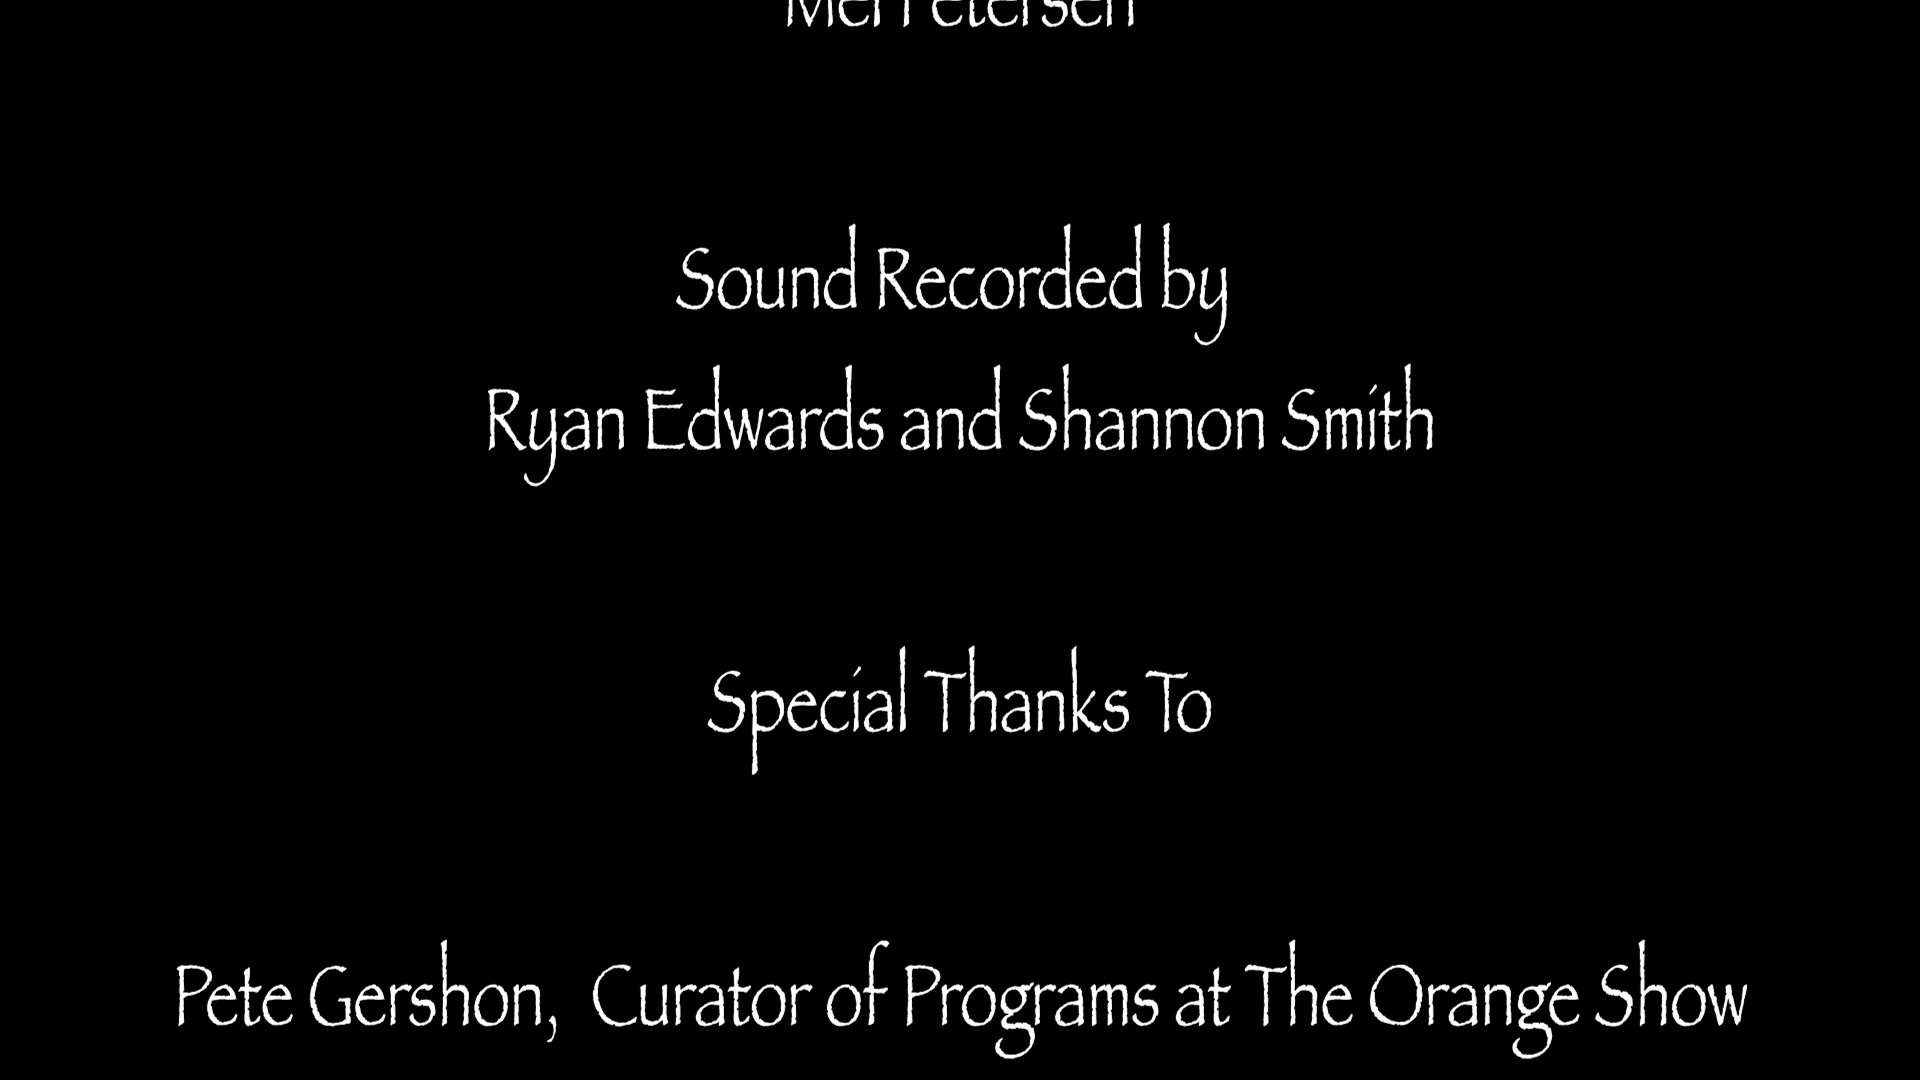 Petersen
Sound Recorded by
Ryan Edwards and Shannon Smith
Special Thanks To
Pete Gershon, Curator of Programs at The Orange Show